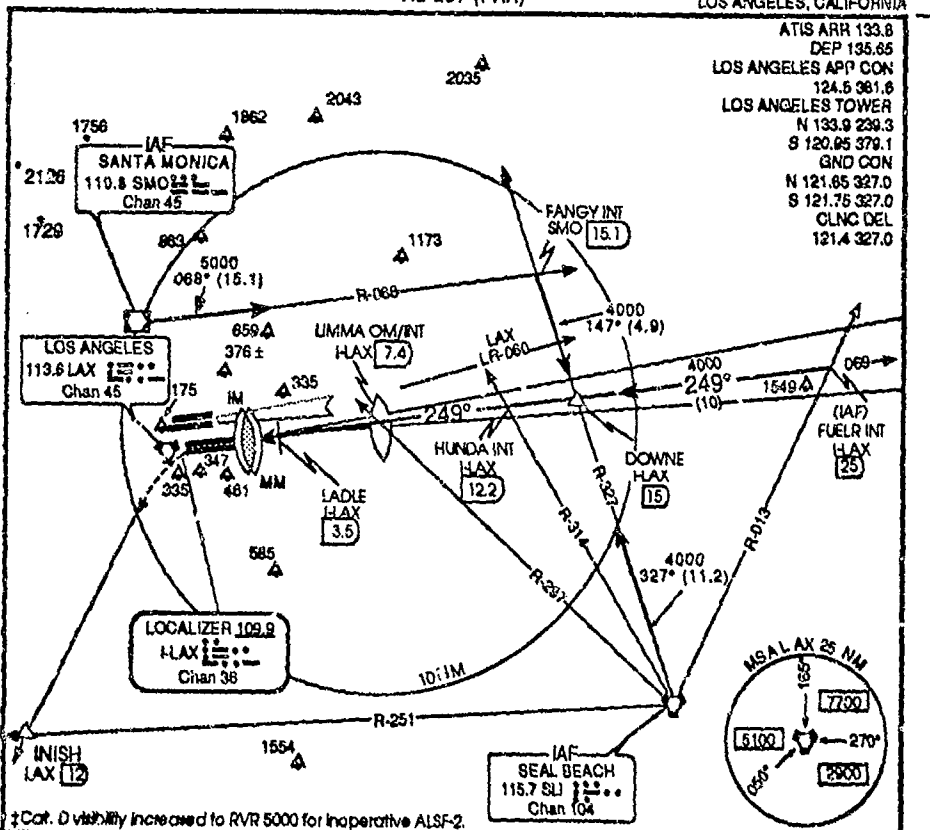 LOS ANGELES, CALIFORNIA
ATIS ARR 133.8
DEP 135.65
LOS ANGELES APP CON
124.5 381.6
LOS ANGELES TOWER
N 133.9 239.3
S 120.95 379.1
GND CON
N 121.65 327.0
S 121.75 327.0
CLNC DEL
121.4 327.0
2035
2043
1862
1756
2126
1729
IAF
SANTA MONICA
110.8 SMO
Chan 45
863
5000
068° (15.1)
1173
FANGY INT
SMO 15.1
R-068
659
376 ±
335
LIMMA OM/INT
I-LAX 7.4
LAX
LR-060
4000
147° (4.9)
LOS ANGELES
113.6 LAX
Chan 45
175
IM
MM
249°
4000
249°
(10)
1549
069
(IAF)
FUELR INT
I-LAX
25
HUNDA INT
I-LAX
12.2
DOWNE
I-LAX
15
347
335
461
LADLE
I-LAX
3.5
R-327
R-314
R-297
R-013
4000
327° (11.2)
585
LOCALIZER 109.9
I-LAX
Chan 36
10 NM
R-251
INISH
LAX 12
1554
IAF
SEAL BEACH
115.7 SLI
Chan 104
MSA LAX 25 NM
165°
7700
5100
270°
050°
2900
‡Cat. D visibility increased to RVR 5000 for inoperative ALSF-2.